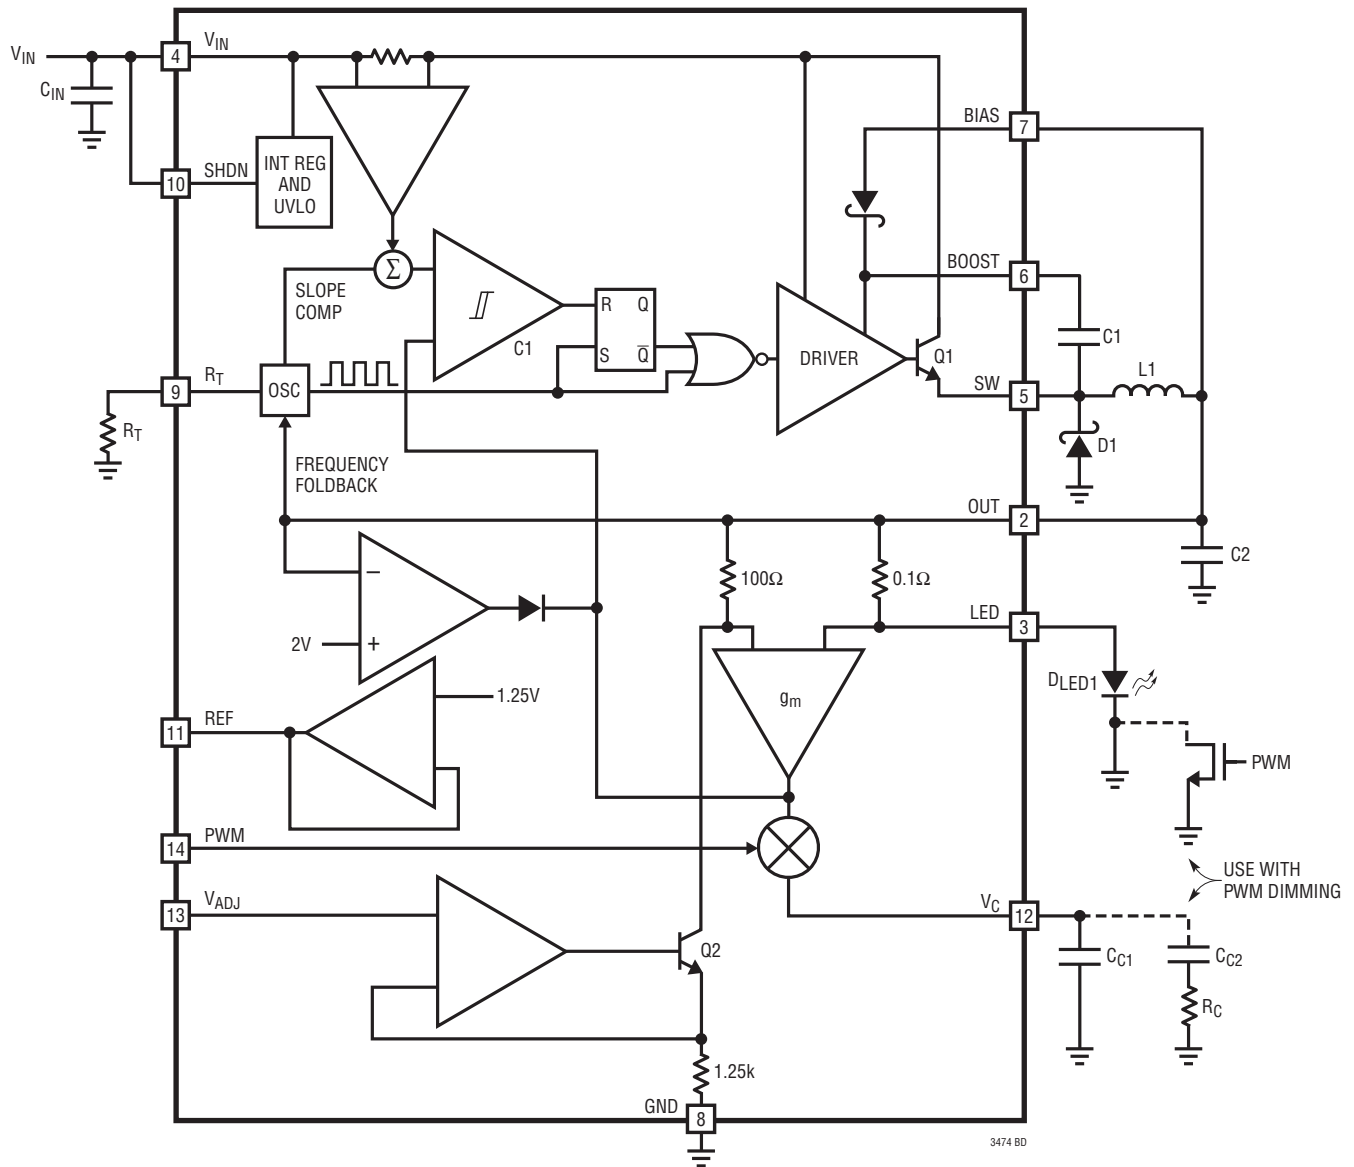 VIN
4
VIN
CIN
BIAS
7
10
SHDN
INT REG
AND
UVLO
Σ
BOOST
6
SLOPE
COMP
R
Q
S
Q̅
C1
DRIVER
Q1
C1
9
RT
OSC
SW
5
L1
RT
D1
FREQUENCY
FOLDBACK
OUT
2
C2
−
100Ω
0.1Ω
2V
+
LED
3
DLED1
1.25V
gm
11
REF
PWM
14
PWM
USE WITH
PWM DIMMING
13
VADJ
VC
12
Q2
CC1
CC2
RC
1.25k
GND
8
3474 BD